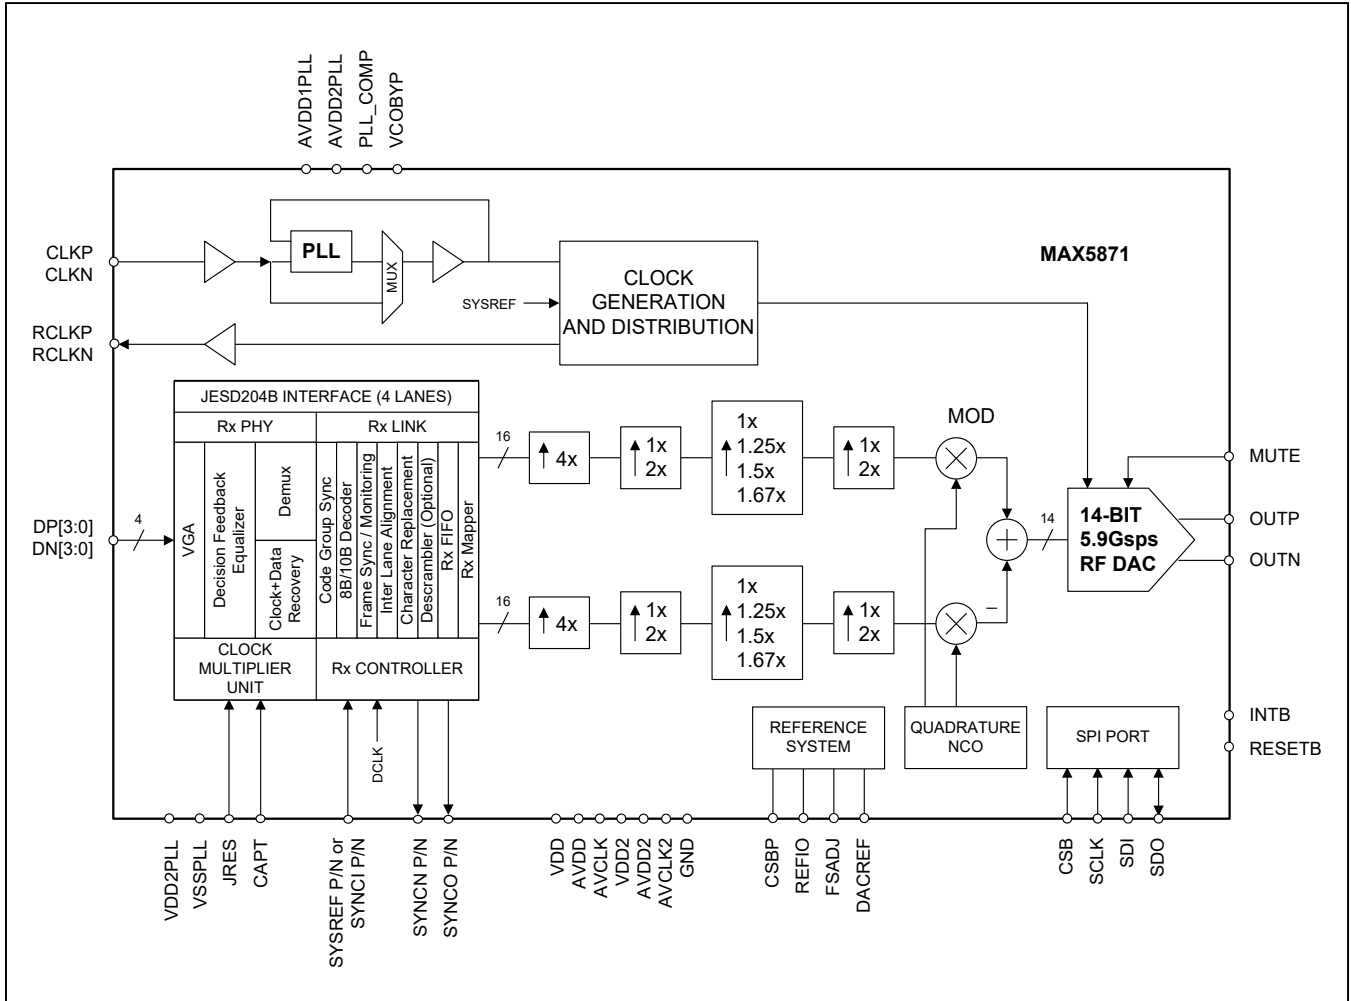 AVDD1PLL
AVDD2PLL
PLL_COMP
VCOBYP
CLKP
CLKN
PLL
MUX
SYSREF
CLOCK
GENERATION
AND DISTRIBUTION
MAX5871
RCLKP
RCLKN
JESD204B INTERFACE (4 LANES)
Rx PHY
Rx LINK
VGA
Decision Feedback
Equalizer
Demux
Clock+Data
Recovery
Code Group Sync
8B/10B Decoder
Frame Sync / Monitoring
Inter Lane Alignment
Character Replacement
Descrambler (Optional)
Rx FIFO
Rx Mapper
CLOCK
MULTIPLIER
UNIT
Rx CONTROLLER
DP[3:0]
DN[3:0]
4
16
4x
1x
2x
1x
1.25x
1.5x
1.67x
1x
2x
MOD
16
4x
1x
2x
1x
1.25x
1.5x
1.67x
1x
2x
–
14
14-BIT
5.9Gsps
RF DAC
MUTE
OUTP
OUTN
INTB
RESETB
DCLK
REFERENCE
SYSTEM
QUADRATURE
NCO
SPI PORT
VDD2PLL
VSSPLL
JRES
CAPT
SYSREF P/N or
SYNCI P/N
SYNCN P/N
SYNCO P/N
VDD
AVDD
AVCLK
VDD2
AVDD2
AVCLK2
GND
CSBP
REFIO
FSADJ
DACREF
CSB
SCLK
SDI
SDO